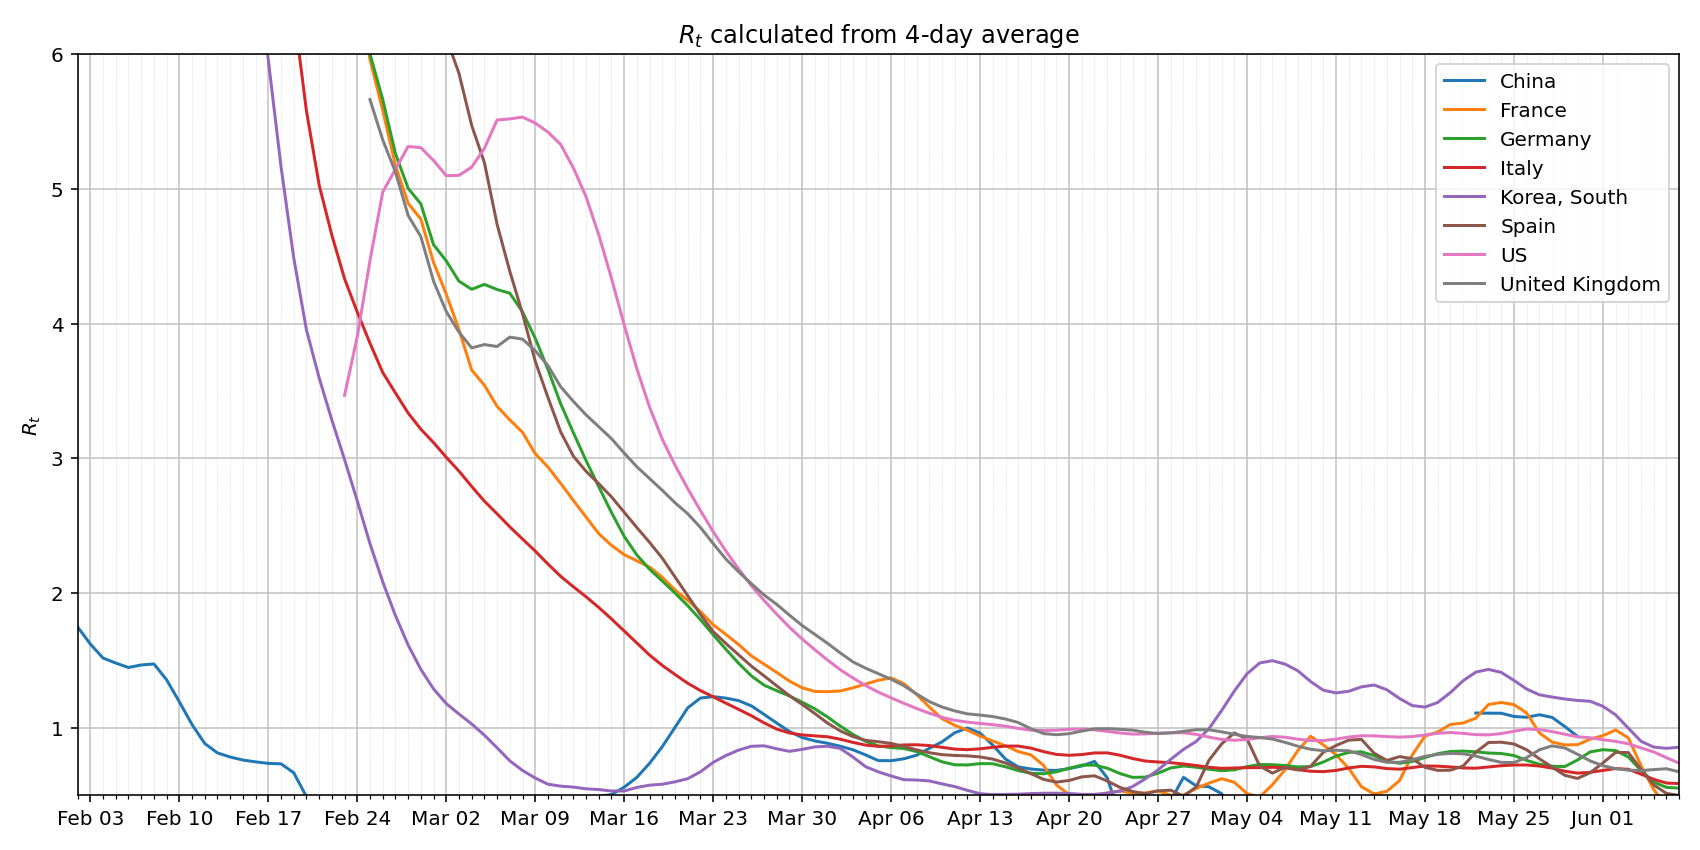 R_t calculated from 4-day average
6
5
4
3
2
1
R_t
China
France
Germany
Italy
Korea, South
Spain
US
United Kingdom
Feb 03 Feb 10 Feb 17 Feb 24 Mar 02 Mar 09 Mar 16 Mar 23 Mar 30 Apr 06 Apr 13 Apr 20 Apr 27 May 04 May 11 May 18 May 25 Jun 01